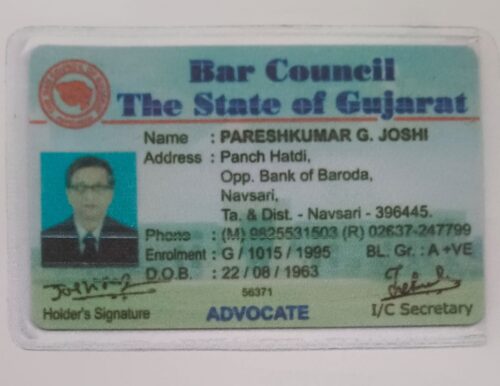 Bar Council
The State of Gujarat
Name : PARESHKUMAR G. JOSHI
Address : Panch Hatdi,
Opp. Bank of Baroda,
Navsari,
Ta. & Dist. - Navsari - 396445.
Phone : (M) 9825531503 (R) 02637-247799
Enrolment : G / 1015 / 1995 BL. Gr. : A +VE
D.O.B. : 22 / 08 / 1963
56371
Holder's Signature ADVOCATE I/C Secretary